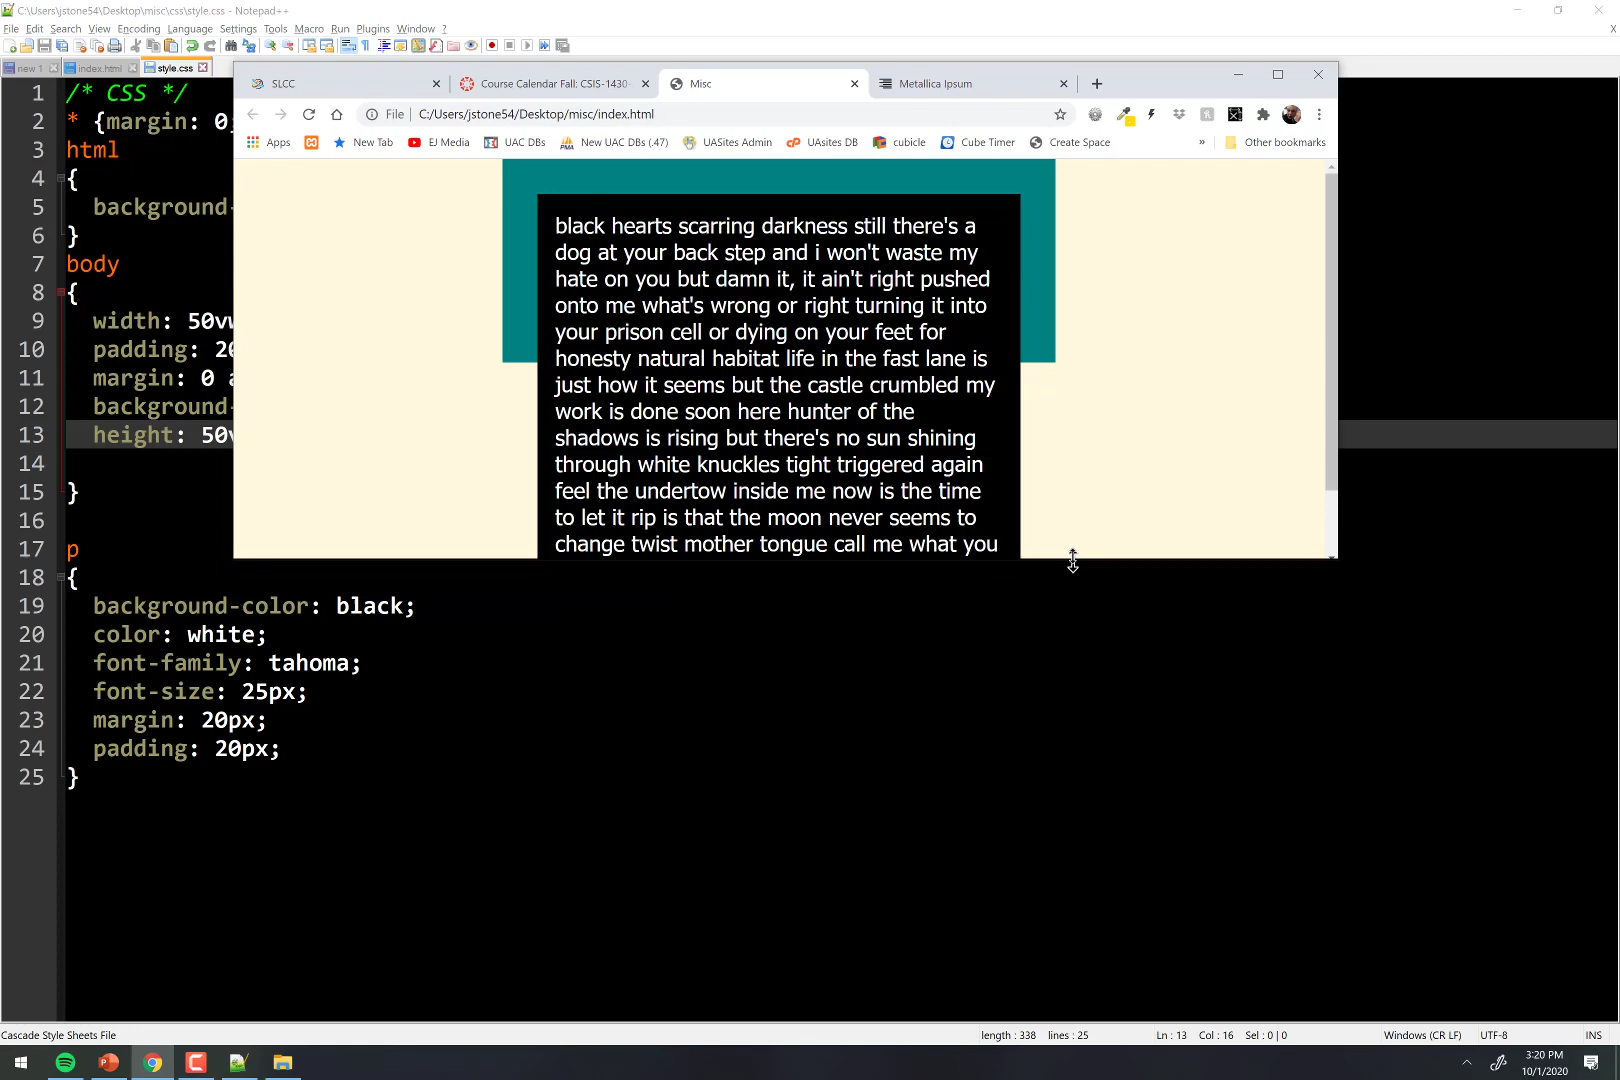 C:\Users\jstone54\Desktop\misc\css\style.css - Notepad++
File Edit Search View Encoding Language Settings Tools Macro Run Plugins Window ? X
new 1 index.html style.css
SLCC
Course Calendar Fall: CSIS-1430-
Misc
Metallica Ipsum
File C:/Users/jstone54/Desktop/misc/index.html
Apps New Tab EJ Media UAC DBs New UAC DBs (.47) UASites Admin UAsites DB cubicle Cube Timer Create Space » Other bookmarks
1 /* CSS */
2 * {margin: 0;
3 html
4 {
5 background-
6 }
7 body
8 {
9 width: 50vw
10 padding: 20
11 margin: 0 a
12 background-
13 height: 50v
14
15 }
16
17 p
18 {
19 background-color: black;
20 color: white;
21 font-family: tahoma;
22 font-size: 25px;
23 margin: 20px;
24 padding: 20px;
25 }
black hearts scarring darkness still there's a
dog at your back step and i won't waste my
hate on you but damn it, it ain't right pushed
onto me what's wrong or right turning it into
your prison cell or dying on your feet for
honesty natural habitat life in the fast lane is
just how it seems but the castle crumbled my
work is done soon here hunter of the
shadows is rising but there's no sun shining
through white knuckles tight triggered again
feel the undertow inside me now is the time
to let it rip is that the moon never seems to
change twist mother tongue call me what you
Cascade Style Sheets File length : 338 lines : 25 Ln : 13 Col : 16 Sel : 0 | 0 Windows (CR LF) UTF-8 INS
3:20 PM
10/1/2020